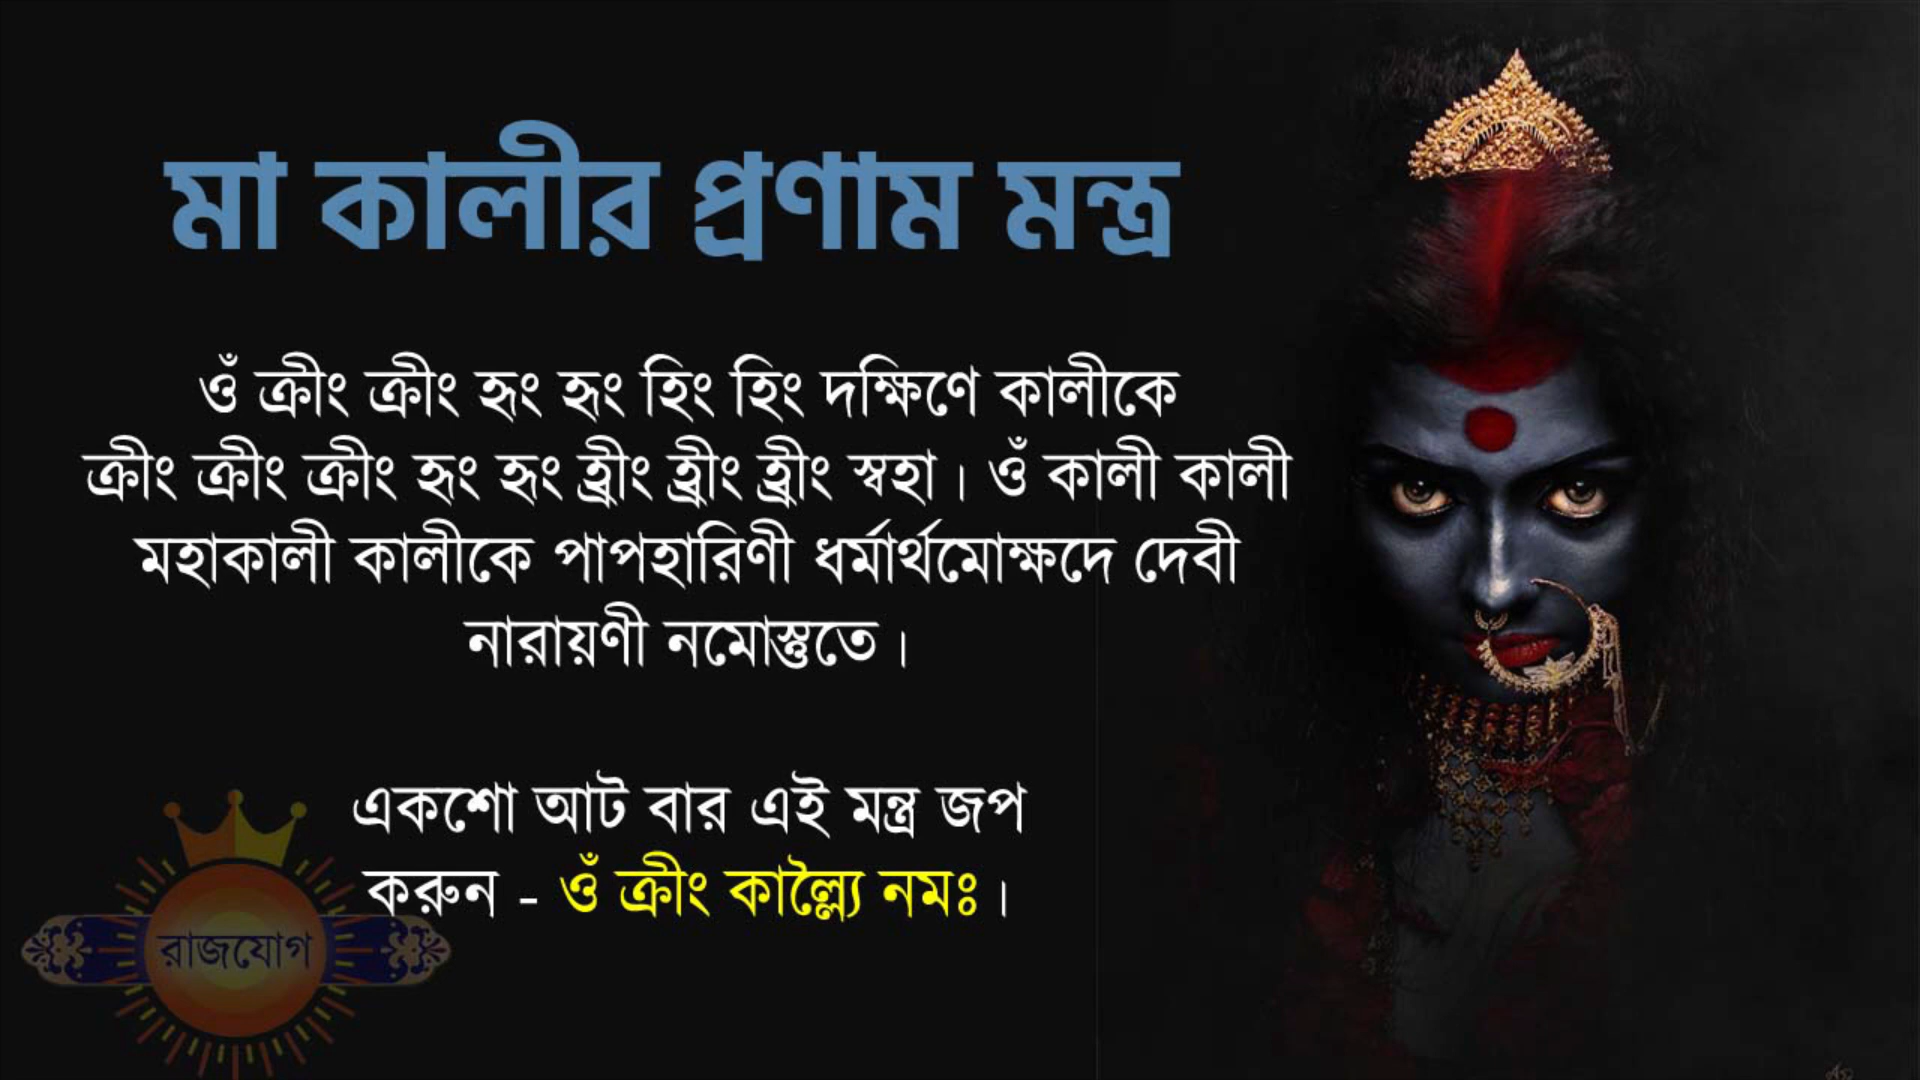 মা কালীর প্রণাম মন্ত্র
ওঁ ক্রীং ক্রীং হৃং হৃং হিং হিং দক্ষিণে কালীকে
ক্রীং ক্রীং ক্রীং হৃং হৃং হ্রীং হ্রীং হ্রীং স্বহা। ওঁ কালী কালী
মহাকালী কালীকে পাপহারিণী ধর্মার্থমোক্ষদে দেবী
নারায়ণী নমোস্তুতে।
একশো আট বার এই মন্ত্র জপ
করুন - ওঁ ক্রীং কাল্ল্যৈ নমঃ।
রাজযোগ